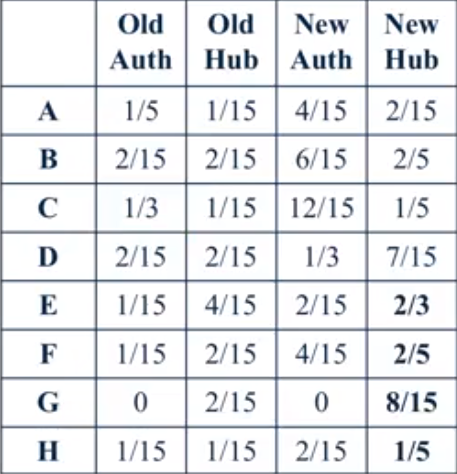 Old Auth Old Hub New Auth New Hub
A 1/5 1/15 4/15 2/15
B 2/15 2/15 6/15 2/5
C 1/3 1/15 12/15 1/5
D 2/15 2/15 1/3 7/15
E 1/15 4/15 2/15 2/3
F 1/15 2/15 4/15 2/5
G 0 2/15 0 8/15
H 1/15 1/15 2/15 1/5